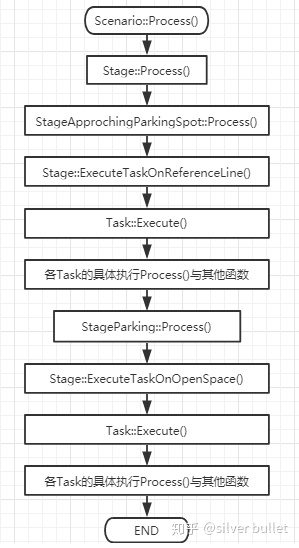 Scenario::Process()
Stage::Process()
StageApprochingParkingSpot::Process()
Stage::ExecuteTaskOnReferenceLine()
Task::Execute()
各Task的具体执行Process()与其他函数
StageParking::Process()
Stage::ExecuteTaskOnOpenSpace()
Task::Execute()
各Task的具体执行Process()与其他函数
END
知乎 @silver bullet